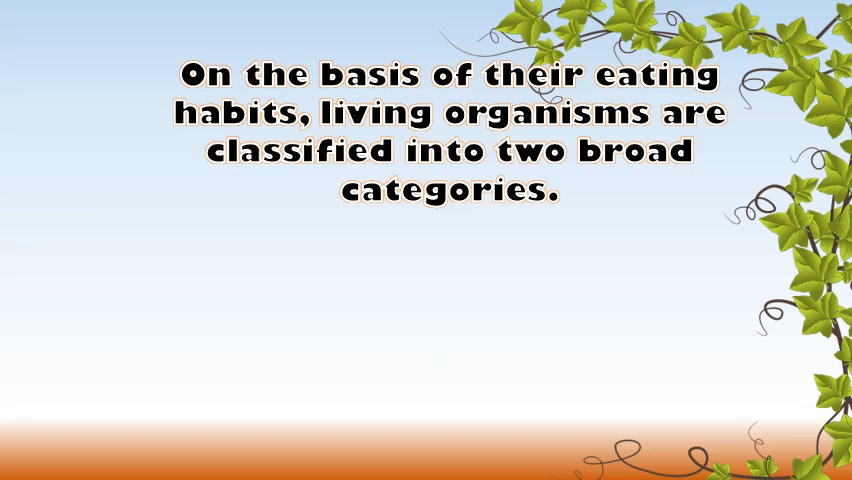 On the basis of their eating
habits, living organisms are
classified into two broad
categories.